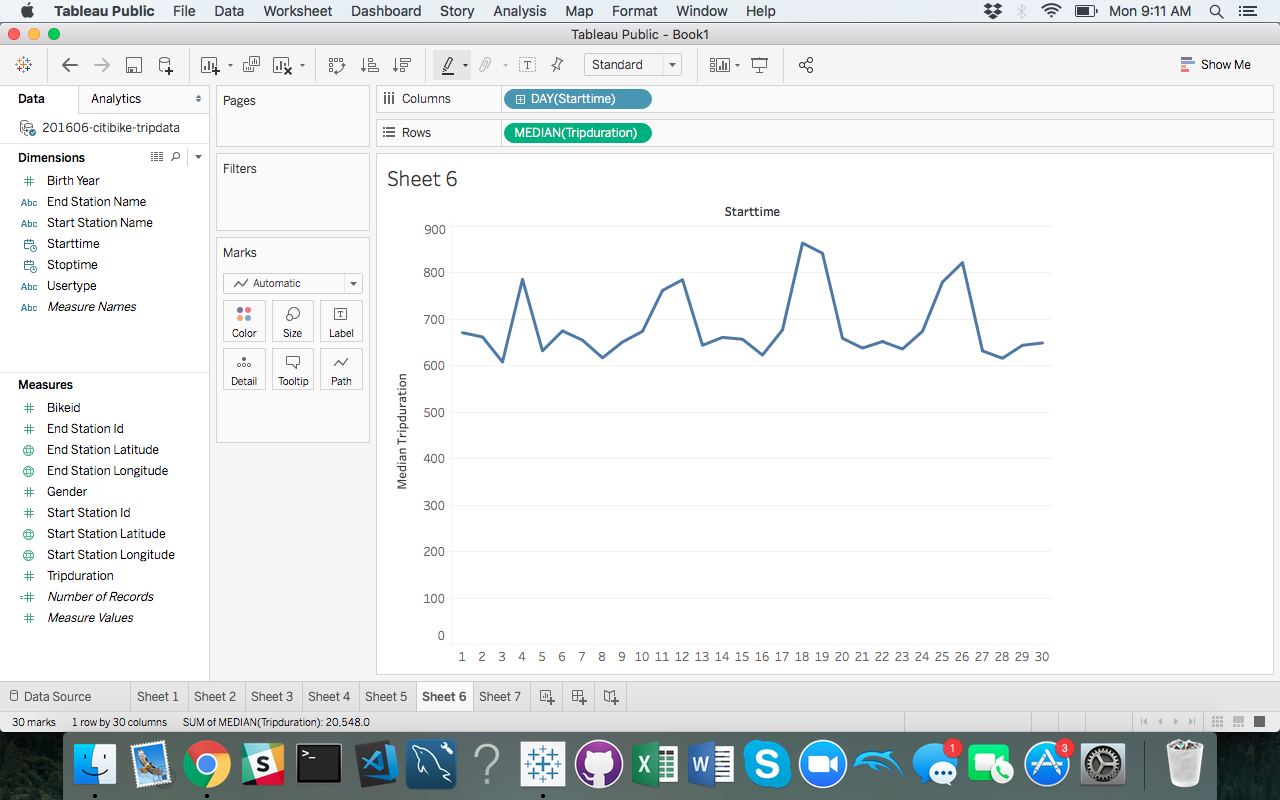 Tableau Public File Data Worksheet Dashboard Story Analysis Map Format Window Help Mon 9:11 AM
Tableau Public - Book1
Standard Show Me
Data Analytics
201606-citibike-tripdata
Dimensions
Birth Year
Abc End Station Name
Abc Start Station Name
Starttime
Stoptime
Abc Usertype
Abc Measure Names
Measures
Bikeid
End Station Id
End Station Latitude
End Station Longitude
Gender
Start Station Id
Start Station Latitude
Start Station Longitude
Tripduration
Number of Records
Measure Values
Pages
Filters
Marks
Automatic
Color Size Label
Detail Tooltip Path
Columns DAY(Starttime)
Rows MEDIAN(Tripduration)
Sheet 6
Starttime
900
800
700
600
500
400
300
200
100
0
Median Tripduration
1 2 3 4 5 6 7 8 9 10 11 12 13 14 15 16 17 18 19 20 21 22 23 24 25 26 27 28 29 30
Data Source Sheet 1 Sheet 2 Sheet 3 Sheet 4 Sheet 5 Sheet 6 Sheet 7
30 marks 1 row by 30 columns SUM of MEDIAN(Tripduration): 20,548.0
1
3